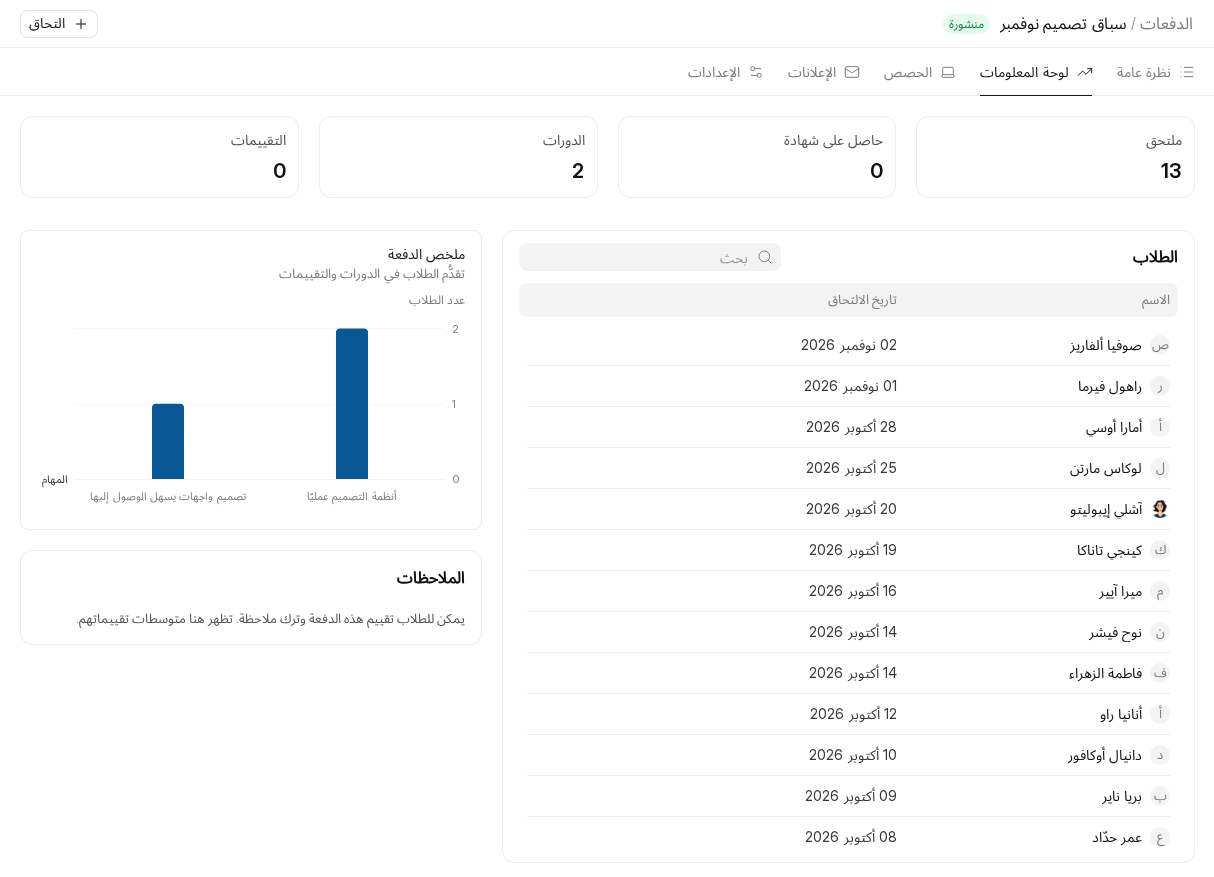 الدفعات / سباق تصميم نوفمبر منشورة
التحاق
نظرة عامة
لوحة المعلومات
الحصص
الإعلانات
الإعدادات
ملتحق
13
حاصل على شهادة
0
الدورات
2
التقييمات
0
الطلاب
بحث
الاسم تاريخ الالتحاق
ص صوفيا ألفاريز 02 نوفمبر 2026
ر راهول فيرما 01 نوفمبر 2026
أ أمارا أوسي 28 أكتوبر 2026
ل لوكاس مارتن 25 أكتوبر 2026
آشلي إيبوليتو 20 أكتوبر 2026
ك كينجي تاناكا 19 أكتوبر 2026
م ميرا آيير 16 أكتوبر 2026
ن نوح فيشر 14 أكتوبر 2026
ف فاطمة الزهراء 14 أكتوبر 2026
أ أنانيا راو 12 أكتوبر 2026
د دانيال أوكافور 10 أكتوبر 2026
ب بريا ناير 09 أكتوبر 2026
ع عمر حدّاد 08 أكتوبر 2026
ملخص الدفعة
تقدُّم الطلاب في الدورات والتقييمات
عدد الطلاب
2
1
0
المهام
أنظمة التصميم عمليًا
تصميم واجهات يسهل الوصول إليها
الملاحظات
يمكن للطلاب تقييم هذه الدفعة وترك ملاحظة. تظهر هنا متوسطات تقييماتهم.